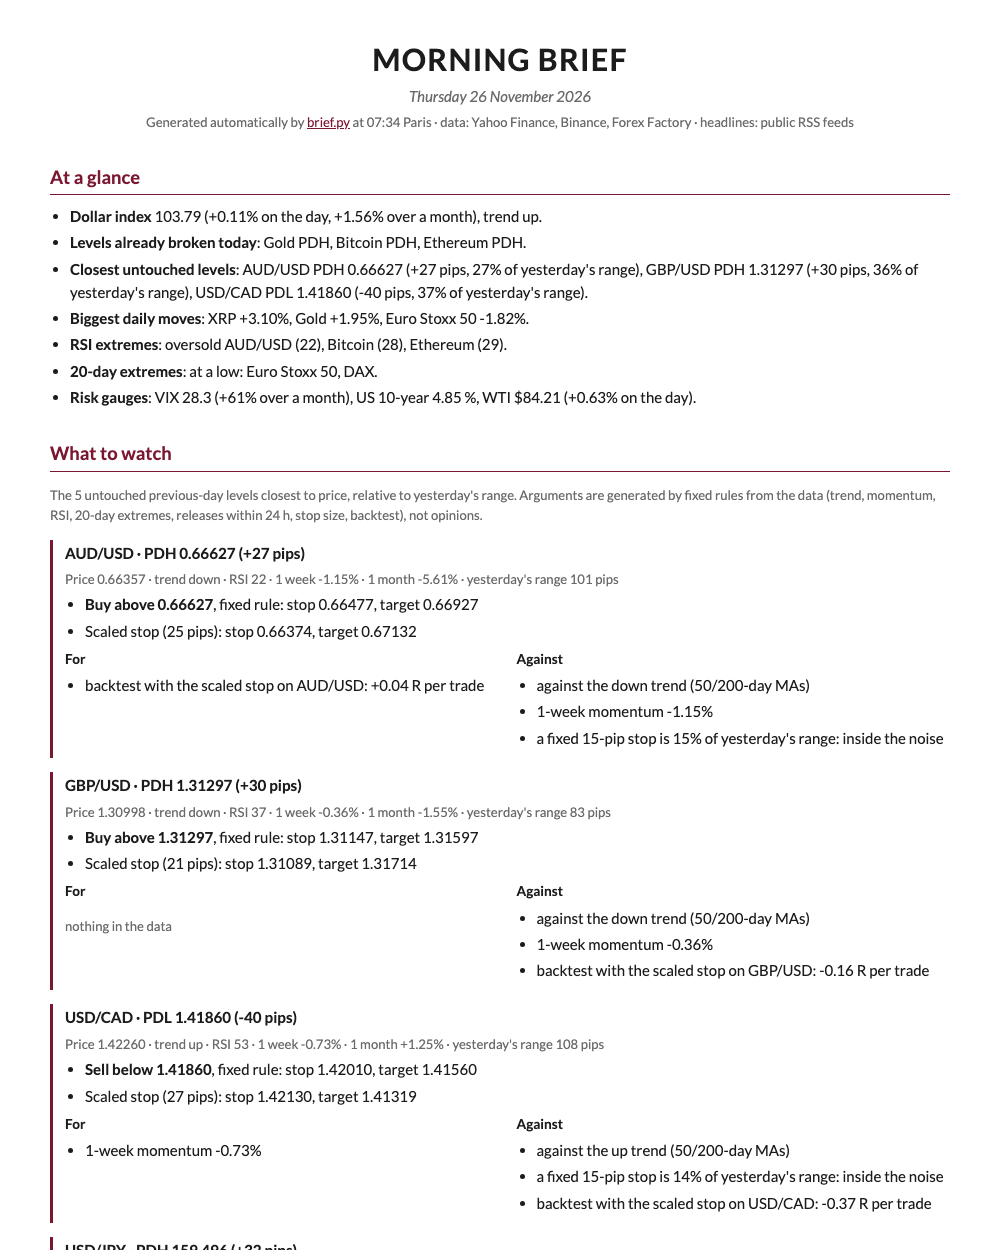 MORNING BRIEF
Thursday 26 November 2026
Generated automatically by brief.py at 07:34 Paris · data: Yahoo Finance, Binance, Forex Factory · headlines: public RSS feeds
At a glance
• Dollar index 103.79 (+0.11% on the day, +1.56% over a month), trend up.
• Levels already broken today: Gold PDH, Bitcoin PDH, Ethereum PDH.
• Closest untouched levels: AUD/USD PDH 0.66627 (+27 pips, 27% of yesterday's range), GBP/USD PDH 1.31297 (+30 pips, 36% of
yesterday's range), USD/CAD PDL 1.41860 (-40 pips, 37% of yesterday's range).
• Biggest daily moves: XRP +3.10%, Gold +1.95%, Euro Stoxx 50 -1.82%.
• RSI extremes: oversold AUD/USD (22), Bitcoin (28), Ethereum (29).
• 20-day extremes: at a low: Euro Stoxx 50, DAX.
• Risk gauges: VIX 28.3 (+61% over a month), US 10-year 4.85 %, WTI $84.21 (+0.63% on the day).
What to watch
The 5 untouched previous-day levels closest to price, relative to yesterday's range. Arguments are generated by fixed rules from the data (trend, momentum,
RSI, 20-day extremes, releases within 24 h, stop size, backtest), not opinions.
AUD/USD · PDH 0.66627 (+27 pips)
Price 0.66357 · trend down · RSI 22 · 1 week -1.15% · 1 month -5.61% · yesterday's range 101 pips
• Buy above 0.66627, fixed rule: stop 0.66477, target 0.66927
• Scaled stop (25 pips): stop 0.66374, target 0.67132
For
• backtest with the scaled stop on AUD/USD: +0.04 R per trade
Against
• against the down trend (50/200-day MAs)
• 1-week momentum -1.15%
• a fixed 15-pip stop is 15% of yesterday's range: inside the noise
GBP/USD · PDH 1.31297 (+30 pips)
Price 1.30998 · trend down · RSI 37 · 1 week -0.36% · 1 month -1.55% · yesterday's range 83 pips
• Buy above 1.31297, fixed rule: stop 1.31147, target 1.31597
• Scaled stop (21 pips): stop 1.31089, target 1.31714
For
nothing in the data
Against
• against the down trend (50/200-day MAs)
• 1-week momentum -0.36%
• backtest with the scaled stop on GBP/USD: -0.16 R per trade
USD/CAD · PDL 1.41860 (-40 pips)
Price 1.42260 · trend up · RSI 53 · 1 week -0.73% · 1 month +1.25% · yesterday's range 108 pips
• Sell below 1.41860, fixed rule: stop 1.42010, target 1.41560
• Scaled stop (27 pips): stop 1.42130, target 1.41319
For
• 1-week momentum -0.73%
Against
• against the up trend (50/200-day MAs)
• a fixed 15-pip stop is 14% of yesterday's range: inside the noise
• backtest with the scaled stop on USD/CAD: -0.37 R per trade
USD/JPY · PDH 159.496 (+32 pips)